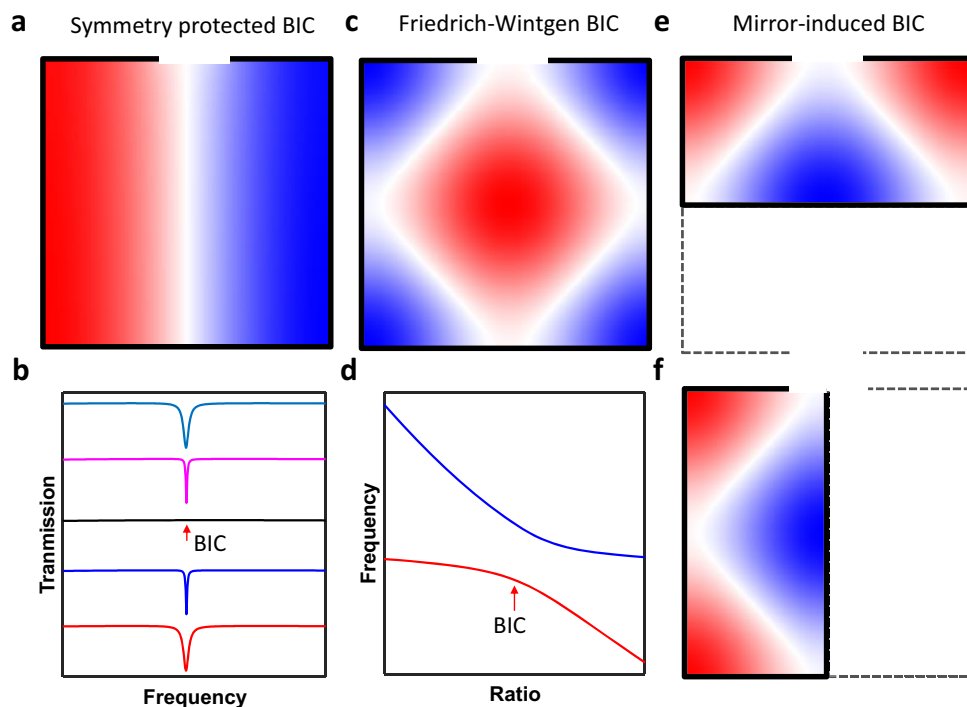 a Symmetry protected BIC
c Friedrich-Wintgen BIC
e Mirror-induced BIC
b
Tranmission
BIC
Frequency
d
Frequency
BIC
Ratio
f